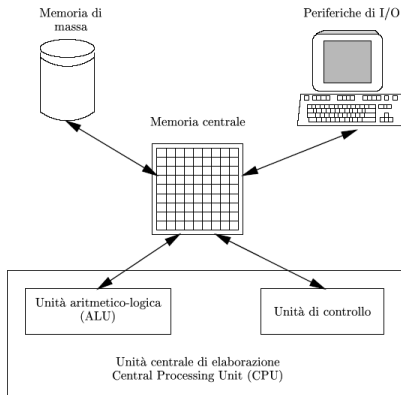 Memoria di
massa
Periferiche di I/O
Memoria centrale
Unità aritmetico-logica
(ALU)
Unità di controllo
Unità centrale di elaborazione
Central Processing Unit (CPU)